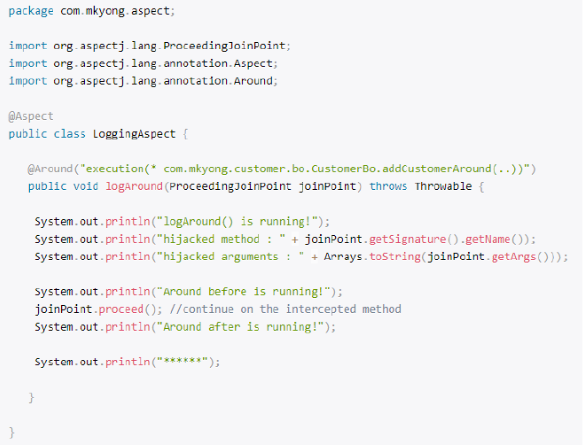 package com.mkyong.aspect;
import org.aspectj.lang.ProceedingJoinPoint;
import org.aspectj.lang.annotation.Aspect;
import org.aspectj.lang.annotation.Around;
@Aspect
public class LoggingAspect {
@Around("execution(* com.mkyong.customer.bo.CustomerBo.addCustomerAround(..))")
public void logAround(ProceedingJoinPoint joinPoint) throws Throwable {
System.out.println("logAround() is running!");
System.out.println("hijacked method : " + joinPoint.getSignature().getName());
System.out.println("hijacked arguments : " + Arrays.toString(joinPoint.getArgs()));
System.out.println("Around before is running!");
joinPoint.proceed(); //continue on the intercepted method
System.out.println("Around after is running!");
System.out.println("******");
}
}